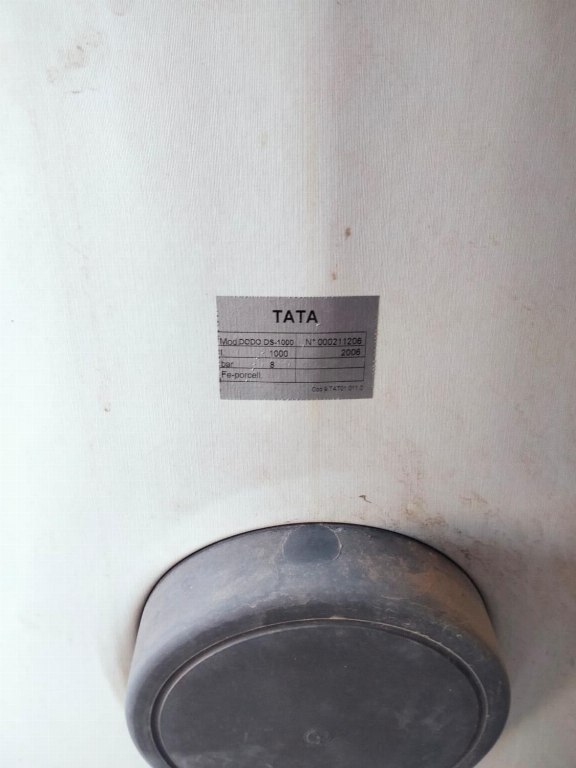 TATA
Mod.DODO DS-1000 N° 000211206
l. 1000 2006
bar 8
Fe-porcell.